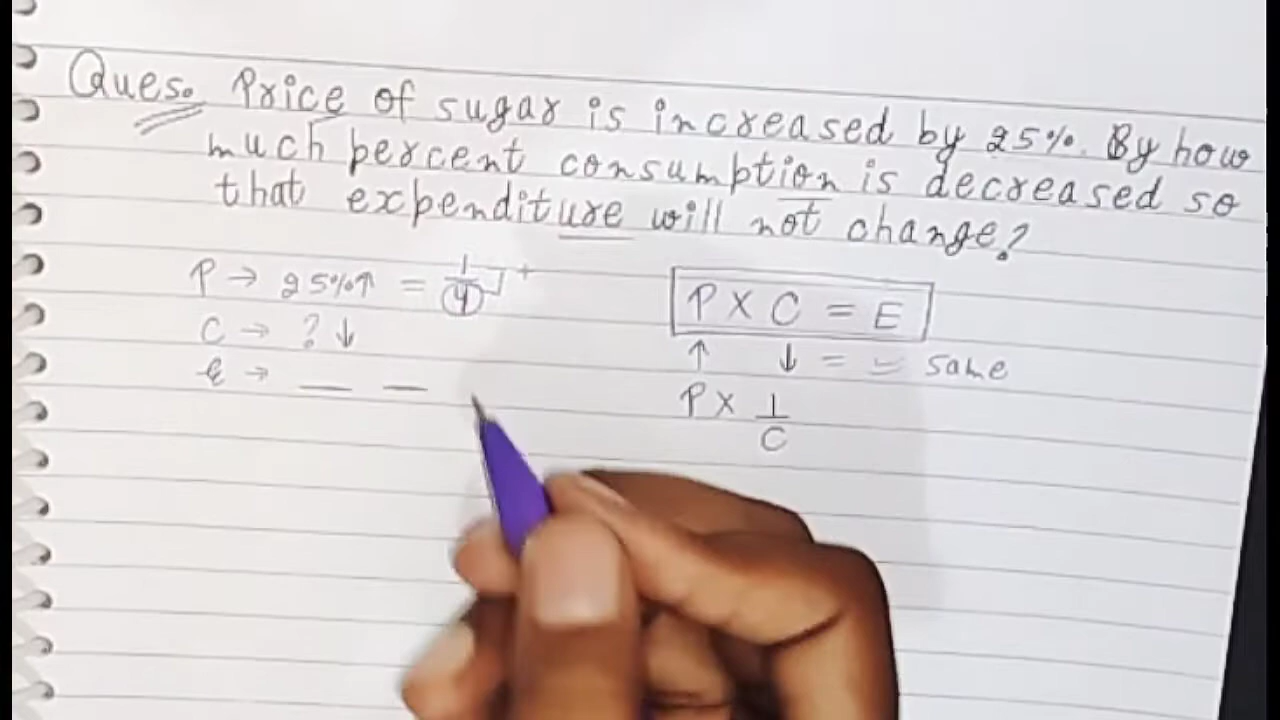 Ques. Price of sugar is increased by 25%. By how
much percent consumption is decreased so
that expenditure will not change?
P → 25%↑ = 1/4 +
C → ? ↓
E → — —
P X C = E
↑ ↓ = = same
P X 1/C